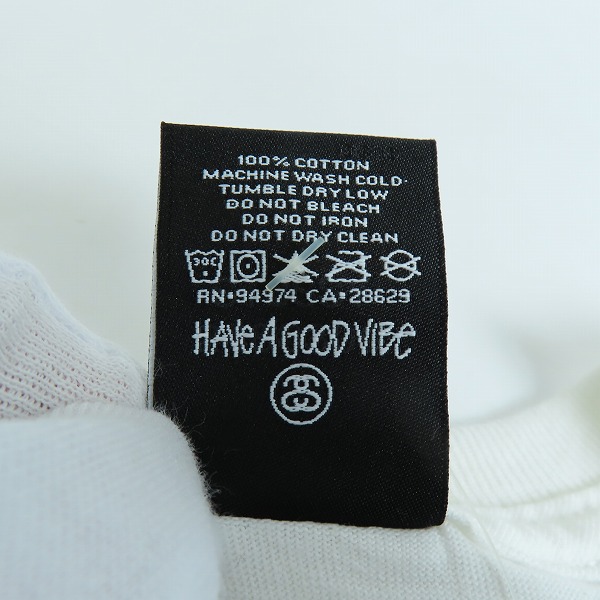 100% COTTON
MACHINE WASH COLD·
TUMBLE DRY LOW
DO NOT BLEACH
DO NOT IRON
DO NOT DRY CLEAN
30C
RN•94974 CA•28629
HAVE A GOOD VIBE